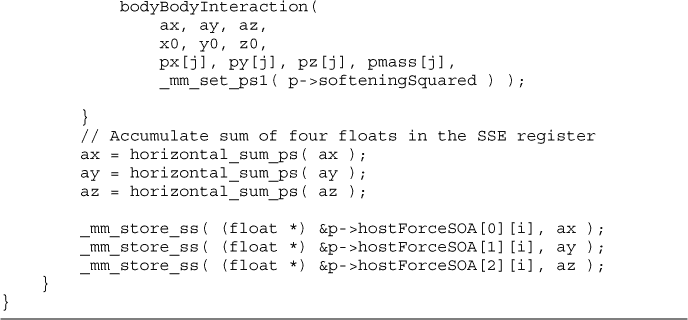 bodyBodyInteraction(
ax, ay, az,
x0, y0, z0,
px[j], py[j], pz[j], pmass[j],
_mm_set_ps1( p->softeningSquared ) );
}
// Accumulate sum of four floats in the SSE register
ax = horizontal_sum_ps( ax );
ay = horizontal_sum_ps( ay );
az = horizontal_sum_ps( az );
_mm_store_ss( (float *) &p->hostForceSOA[0][i], ax );
_mm_store_ss( (float *) &p->hostForceSOA[1][i], ay );
_mm_store_ss( (float *) &p->hostForceSOA[2][i], az );
}
}